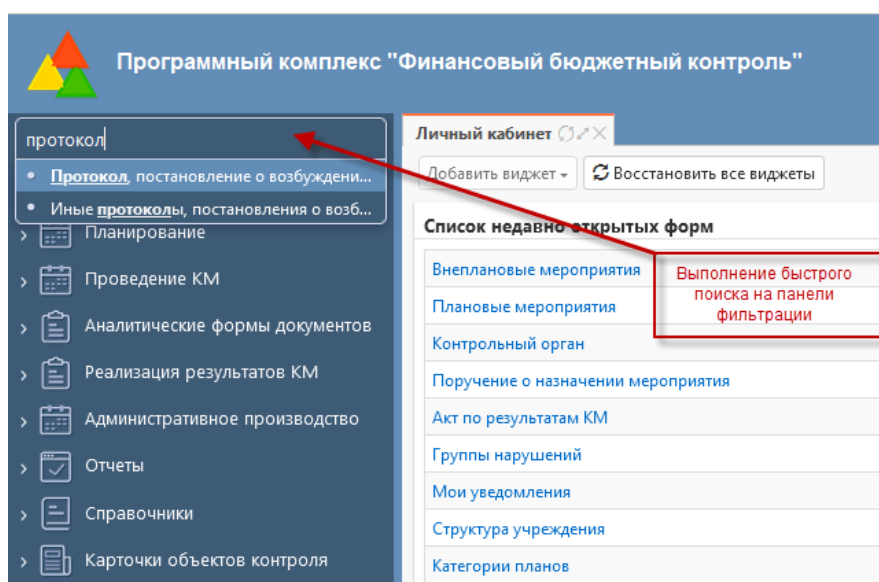 Программный комплекс "Финансовый бюджетный контроль"
протокол
Протокол, постановление о возбуждени...
Иные протоколы, постановления о возб...
Планирование
Проведение КМ
Аналитические формы документов
Реализация результатов КМ
Административное производство
Отчеты
Справочники
Карточки объектов контроля
Личный кабинет
Добавить виджет
Восстановить все виджеты
Список недавно открытых форм
Внеплановые мероприятия
Плановые мероприятия
Контрольный орган
Поручение о назначении мероприятия
Акт по результатам КМ
Группы нарушений
Мои уведомления
Структура учреждения
Категории планов
Выполнение быстрого
поиска на панели
фильтрации